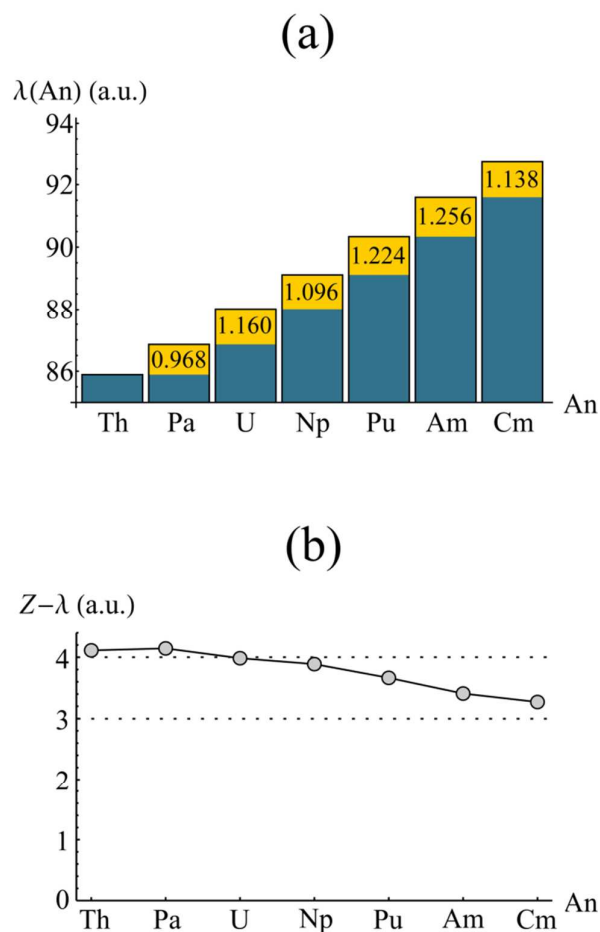 (a)
λ(An) (a.u.)
94
92
90
88
86
0.968
1.160
1.096
1.224
1.256
1.138
Th Pa U Np Pu Am Cm An
(b)
Z−λ (a.u.)
4
3
2
1
0
Th Pa U Np Pu Am Cm An